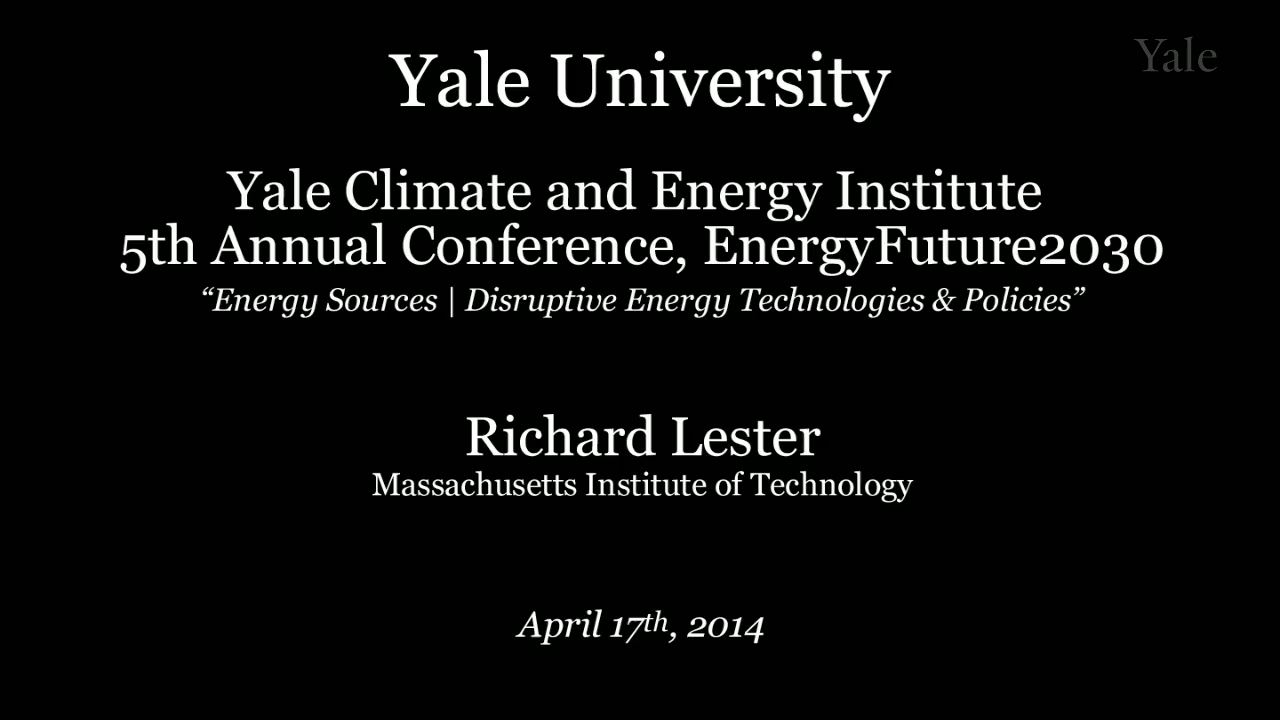 Yale
Yale University
Yale Climate and Energy Institute
5th Annual Conference, EnergyFuture2030
“Energy Sources | Disruptive Energy Technologies & Policies”
Richard Lester
Massachusetts Institute of Technology
April 17th, 2014